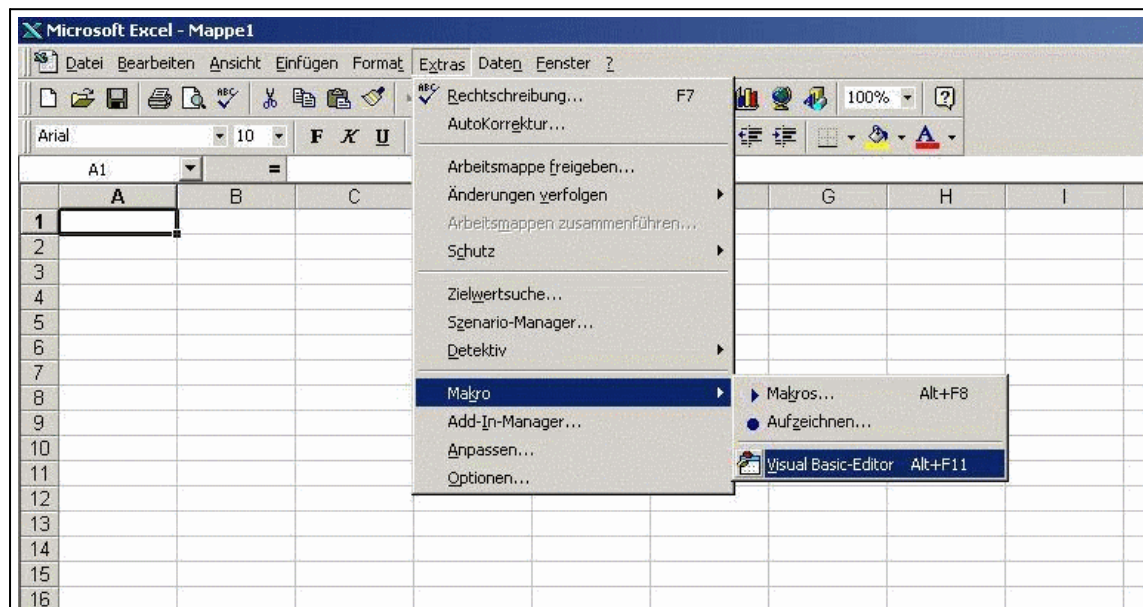 Microsoft Excel - Mappe1
Datei Bearbeiten Ansicht Einfügen Format Extras Daten Fenster ?
ABC ABC 100% ?
Arial 10 F K U A
A1 =
A B C G H I
Rechtschreibung... F7
AutoKorrektur...
Arbeitsmappe freigeben...
Änderungen verfolgen
Arbeitsmappen zusammenführen...
Schutz
Zielwertsuche...
Szenario-Manager...
Detektiv
Makro
Add-In-Manager...
Anpassen...
Optionen...
Makros... Alt+F8
Aufzeichnen...
Visual Basic-Editor Alt+F11
1
2
3
4
5
6
7
8
9
10
11
12
13
14
15
16